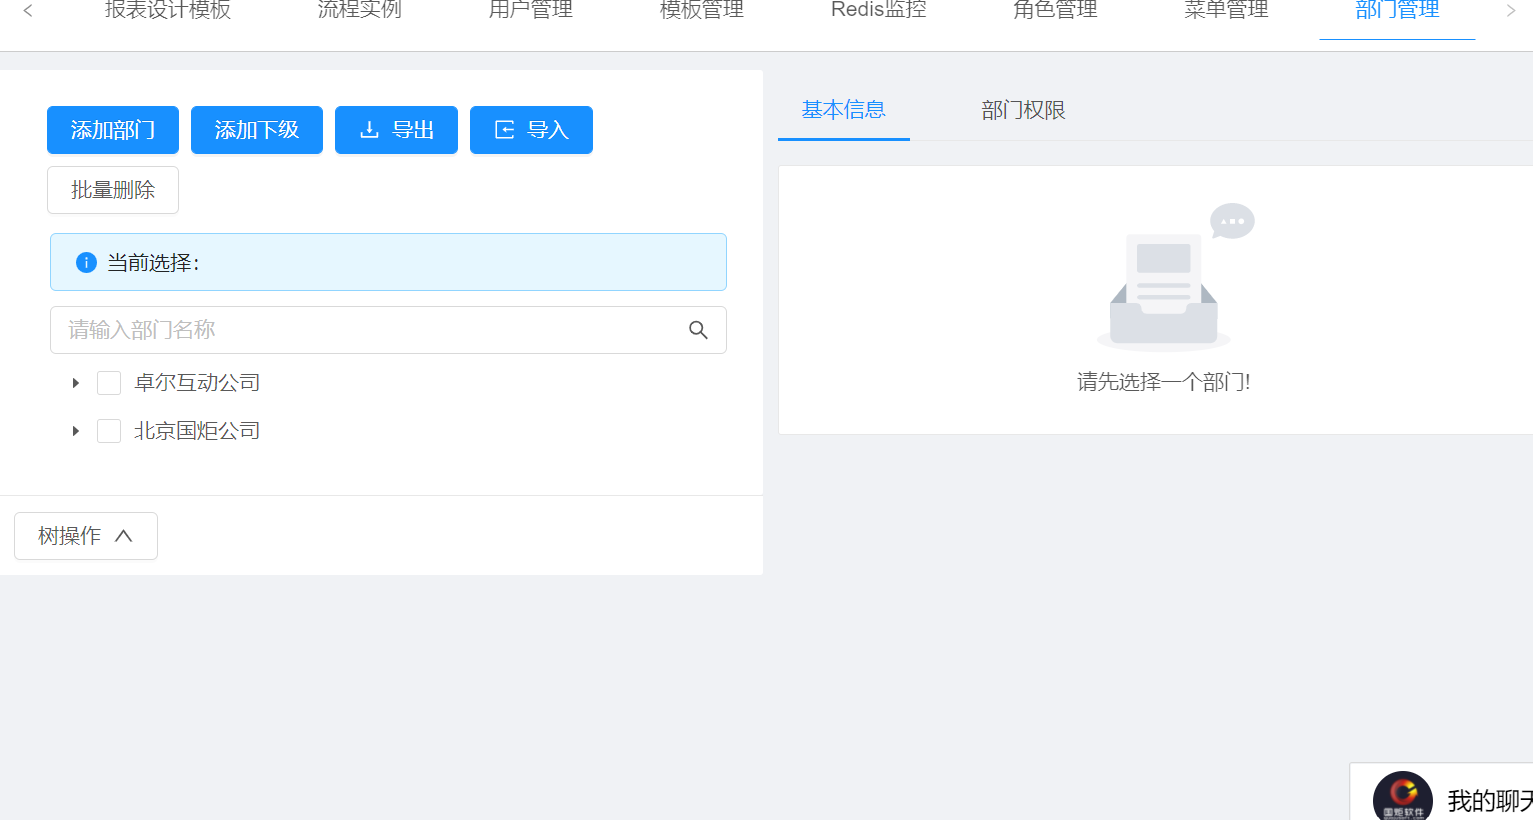 报表设计模板 流程实例 用户管理 模板管理 Redis监控 角色管理 菜单管理 部门管理
添加部门 添加下级 导出 导入
批量删除
当前选择：
请输入部门名称
卓尔互动公司
北京国炬公司
树操作
基本信息 部门权限
请先选择一个部门!
国炬软件
我的聊天